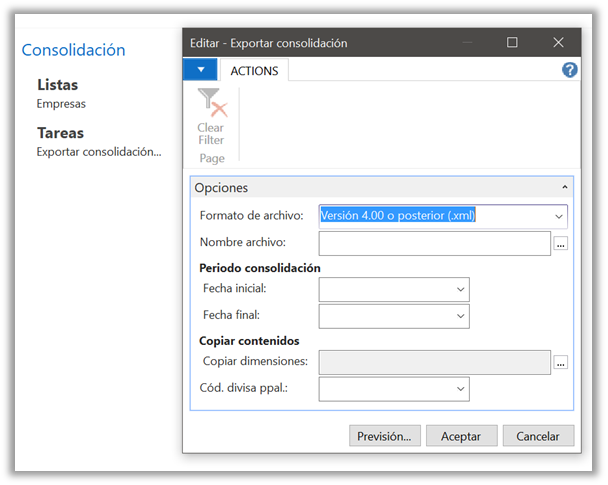 Consolidación
Listas
Empresas
Tareas
Exportar consolidación...
Editar - Exportar consolidación
ACTIONS
?
Clear
Filter
Page
Opciones
Formato de archivo:
Versión 4.00 o posterior (.xml)
Nombre archivo:
...
Periodo consolidación
Fecha inicial:
Fecha final:
Copiar contenidos
Copiar dimensiones:
...
Cód. divisa ppal.:
Previsión...
Aceptar
Cancelar